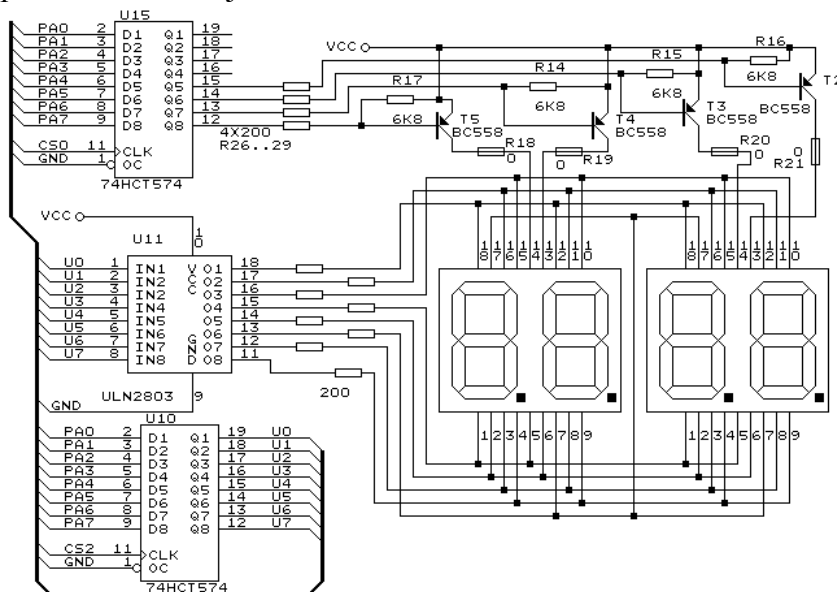 U15
PA0 2 D1 Q1 19
PA1 3 D2 Q2 18
PA2 4 D3 Q3 17
PA3 5 D4 Q4 16
PA4 6 D5 Q5 15
PA5 7 D6 Q6 14
PA6 8 D7 Q7 13
PA7 9 D8 Q8 12
CS0 11 CLK
GND 1 OC
74HCT574
4X200
R26..29
VCC
R17
6K8
T5
BC558
R14
6K8
T4
BC558
R15
6K8
T3
BC558
R16
6K8
BC558
R18
0
R19
0
R20
0
R21
0
VCC
10
U11
U0 1 IN1 VCC O1 18
U1 2 IN2 O2 17
U2 3 IN2 O3 16
U3 4 IN4 O4 15
U4 5 IN5 O5 14
U5 6 IN6 GND O6 13
U6 7 IN7 O7 12
U7 8 IN8 O8 11
ULN2803 9
GND
200
18 17 16 15 14 13 12 11 10
18 17 16 15 14 13 12 11 10
1 2 3 4 5 6 7 8 9
1 2 3 4 5 6 7 8 9
U10
PA0 2 D1 Q1 19 U0
PA1 3 D2 Q2 18 U1
PA2 4 D3 Q3 17 U2
PA3 5 D4 Q4 16 U3
PA4 6 D5 Q5 15 U4
PA5 7 D6 Q6 14 U5
PA6 8 D7 Q7 13 U6
PA7 9 D8 Q8 12 U7
CS2 11 CLK
GND 1 OC
74HCT574